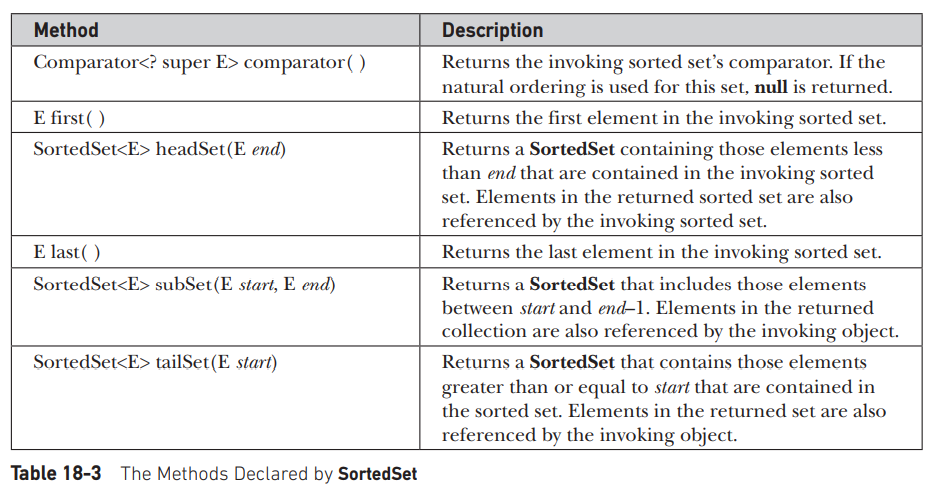 Method Description
Comparator<? super E> comparator( ) Returns the invoking sorted set's comparator. If the
natural ordering is used for this set, null is returned.
E first( ) Returns the first element in the invoking sorted set.
SortedSet<E> headSet(E end) Returns a SortedSet containing those elements less
than end that are contained in the invoking sorted
set. Elements in the returned sorted set are also
referenced by the invoking sorted set.
E last( ) Returns the last element in the invoking sorted set.
SortedSet<E> subSet(E start, E end) Returns a SortedSet that includes those elements
between start and end–1. Elements in the returned
collection are also referenced by the invoking object.
SortedSet<E> tailSet(E start) Returns a SortedSet that contains those elements
greater than or equal to start that are contained in
the sorted set. Elements in the returned set are also
referenced by the invoking object.
Table 18-3 The Methods Declared by SortedSet